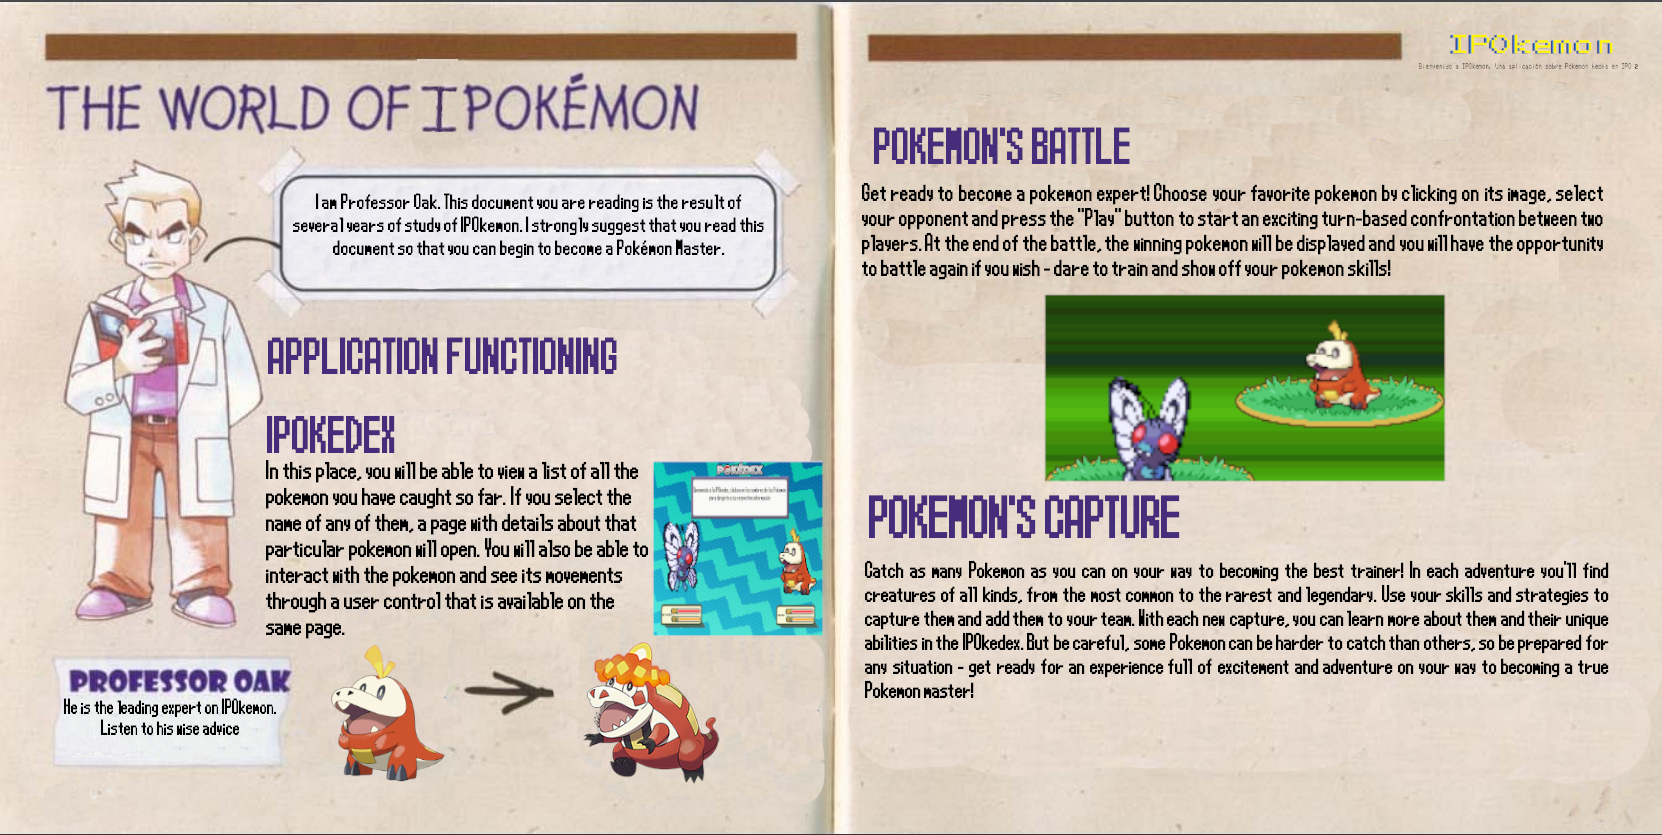 THE WORLD OF IPOKÉMON
I am Professor Oak. This document you are reading is the result of
several years of study of IPOkemon. I strongly suggest that you read this
document so that you can begin to become a Pokémon Master.
APPLICATION FUNCTIONING
IPOKEDEX
In this place, you will be able to view a list of all the
pokemon you have caught so far. If you select the
name of any of them, a page with details about that
particular pokemon will open. You will also be able to
interact with the pokemon and see its movements
through a user control that is available on the
same page.
POKÉDEX
PROFESSOR OAK
He is the leading expert on IPOkemon.
Listen to his wise advice
IPOkemon
Bienvenido a IPOkemon, Una aplicación sobre Pokemon hecha en IPO 2
POKEMON'S BATTLE
Get ready to become a pokemon expert! Choose your favorite pokemon by clicking on its image, select
your opponent and press the "Play" button to start an exciting turn-based confrontation between two
players. At the end of the battle, the winning pokemon will be displayed and you will have the opportunity
to battle again if you wish - dare to train and show off your pokemon skills!
POKEMON'S CAPTURE
Catch as many Pokemon as you can on your way to becoming the best trainer! In each adventure you'll find
creatures of all kinds, from the most common to the rarest and legendary. Use your skills and strategies to
capture them and add them to your team. With each new capture, you can learn more about them and their unique
abilities in the IPOkedex. But be careful, some Pokemon can be harder to catch than others, so be prepared for
any situation - get ready for an experience full of excitement and adventure on your way to becoming a true
Pokemon master!